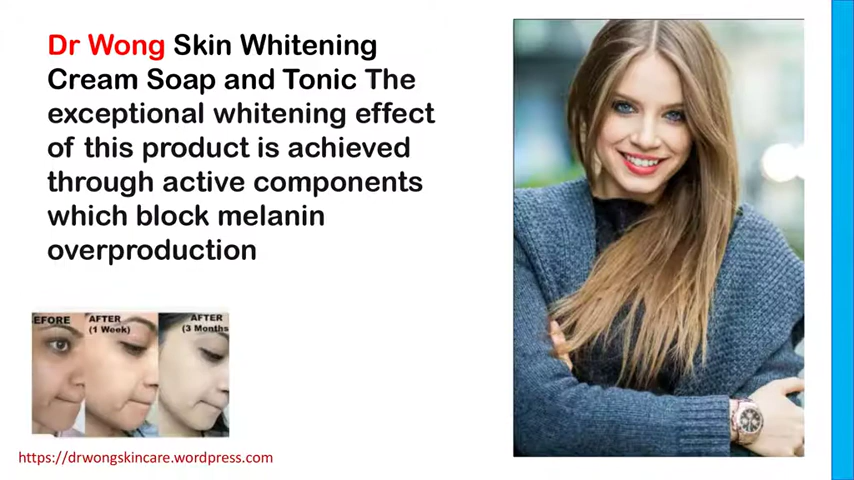 Dr Wong Skin Whitening
Cream Soap and Tonic The
exceptional whitening effect
of this product is achieved
through active components
which block melanin
overproduction
EFORE
AFTER
(1 Week)
AFTER
(3 Months
https://drwongskincare.wordpress.com